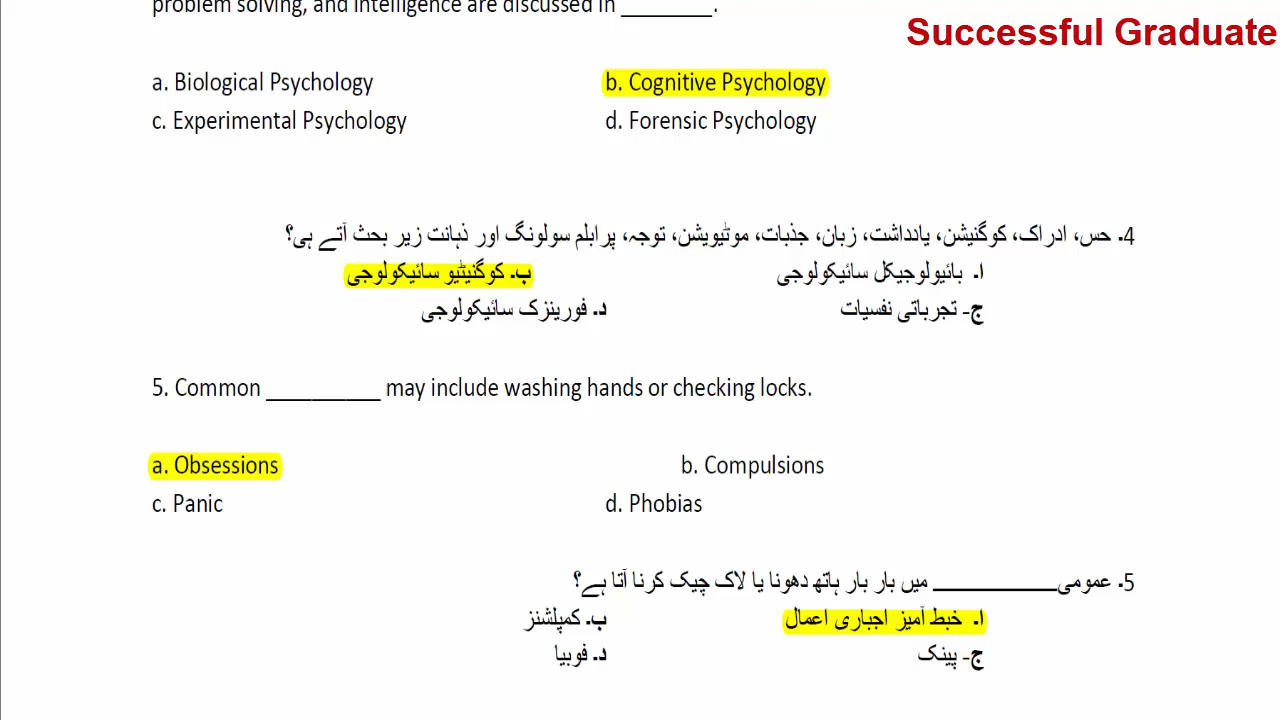 problem solving, and intelligence are discussed in ________.
Successful Graduate
a. Biological Psychology b. Cognitive Psychology
c. Experimental Psychology d. Forensic Psychology
4. حس، ادراک، کوگنیشن، یادداشت، زبان، جذبات، موٹیویشن، توجہ، پرابلم سولونگ اور ذہانت زیر بحث آتے ہی؟
ا. بائیولوجیکل سائیکولوجی ب. کوگنیٹیو سائیکولوجی
ج- تجرباتی نفسیات د. فورینزک سائیکولوجی
5. Common __________ may include washing hands or checking locks.
a. Obsessions b. Compulsions
c. Panic d. Phobias
5. عمومی__________ میں بار بار ہاتھ دھونا یا لاک چیک کرنا آتا ہے؟
ا. خبط آمیز اجباری اعمال ب. کمپلشنز
ج- پینک د. فوبیا